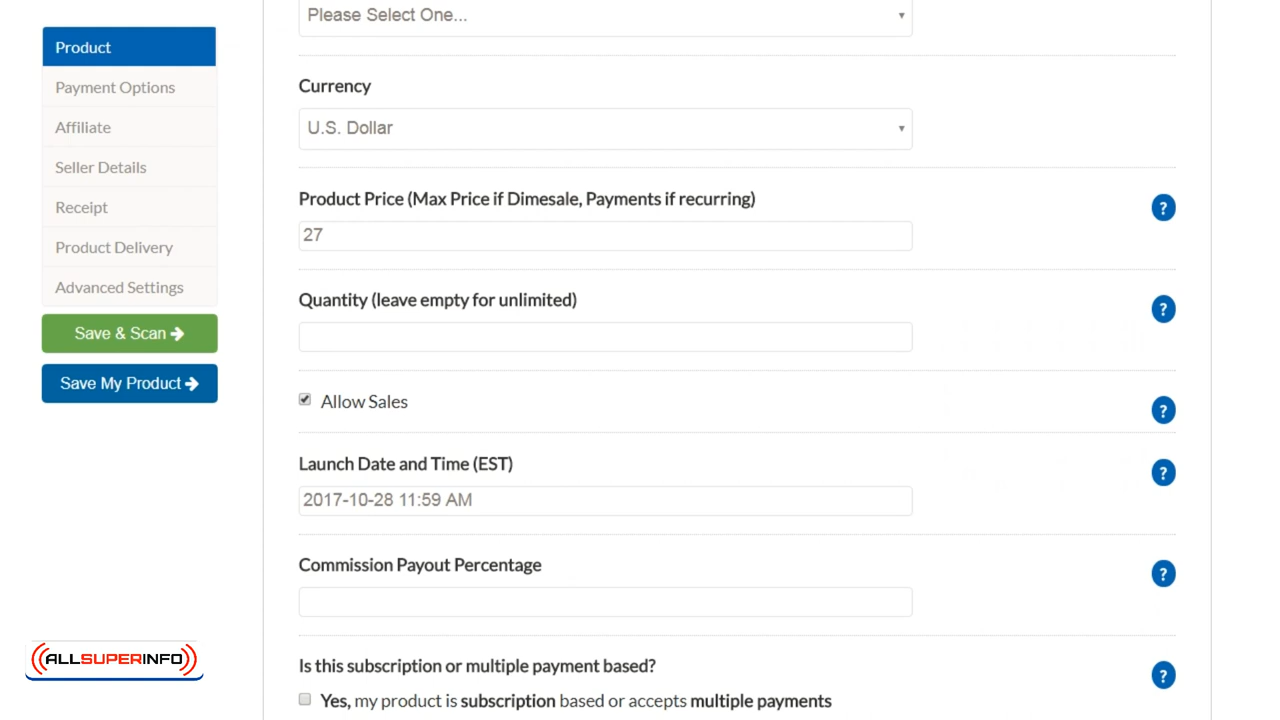 Please Select One...
Product
Payment Options
Affiliate
Seller Details
Receipt
Product Delivery
Advanced Settings
Save & Scan
Save My Product
Currency
U.S. Dollar
Product Price (Max Price if Dimesale, Payments if recurring)
?
27
Quantity (leave empty for unlimited)
?
Allow Sales
?
Launch Date and Time (EST)
?
2017-10-28 11:59 AM
Commission Payout Percentage
?
Is this subscription or multiple payment based?
?
Yes, my product is subscription based or accepts multiple payments
ALLSUPERINFO